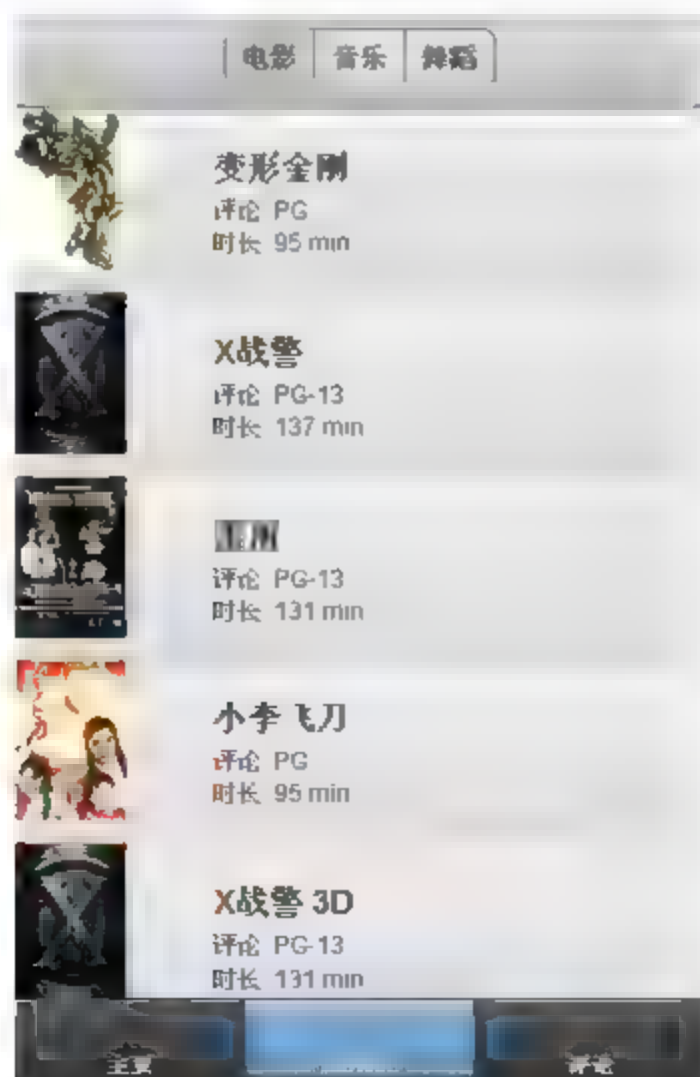 电影 音乐 舞蹈
变形金刚
评论 PG
时长 95 min
X战警
评论 PG-13
时长 137 min
评论 PG-13
时长 131 min
小李飞刀
评论 PG
时长 95 min
X战警 3D
评论 PG-13
时长 131 min
主页 评论